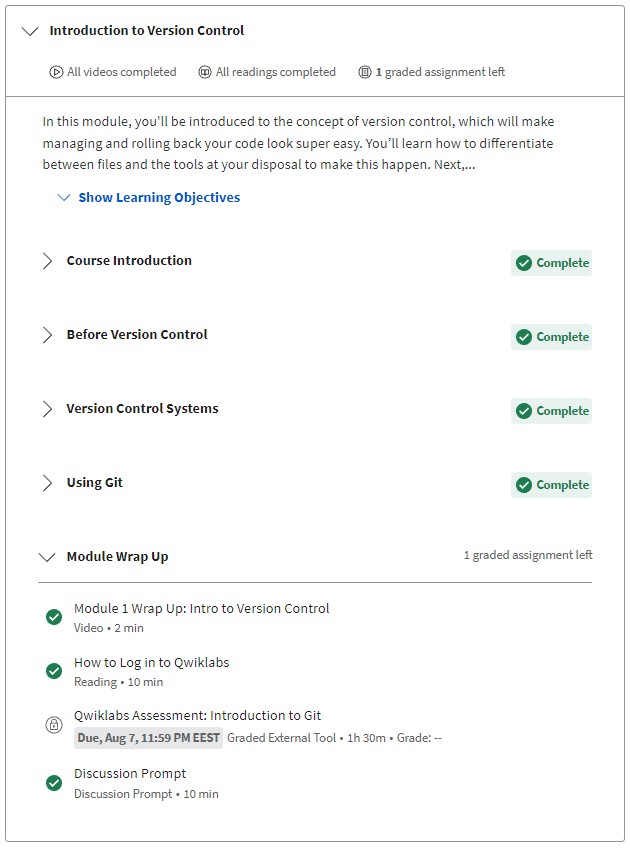 Introduction to Version Control
All videos completed All readings completed 1 graded assignment left
In this module, you'll be introduced to the concept of version control, which will make
managing and rolling back your code look super easy. You’ll learn how to differentiate
between files and the tools at your disposal to make this happen. Next,...
Show Learning Objectives
Course Introduction Complete
Before Version Control Complete
Version Control Systems Complete
Using Git Complete
Module Wrap Up 1 graded assignment left
Module 1 Wrap Up: Intro to Version Control
Video • 2 min
How to Log in to Qwiklabs
Reading • 10 min
Qwiklabs Assessment: Introduction to Git
Due, Aug 7, 11:59 PM EEST Graded External Tool • 1h 30m • Grade: --
Discussion Prompt
Discussion Prompt • 10 min